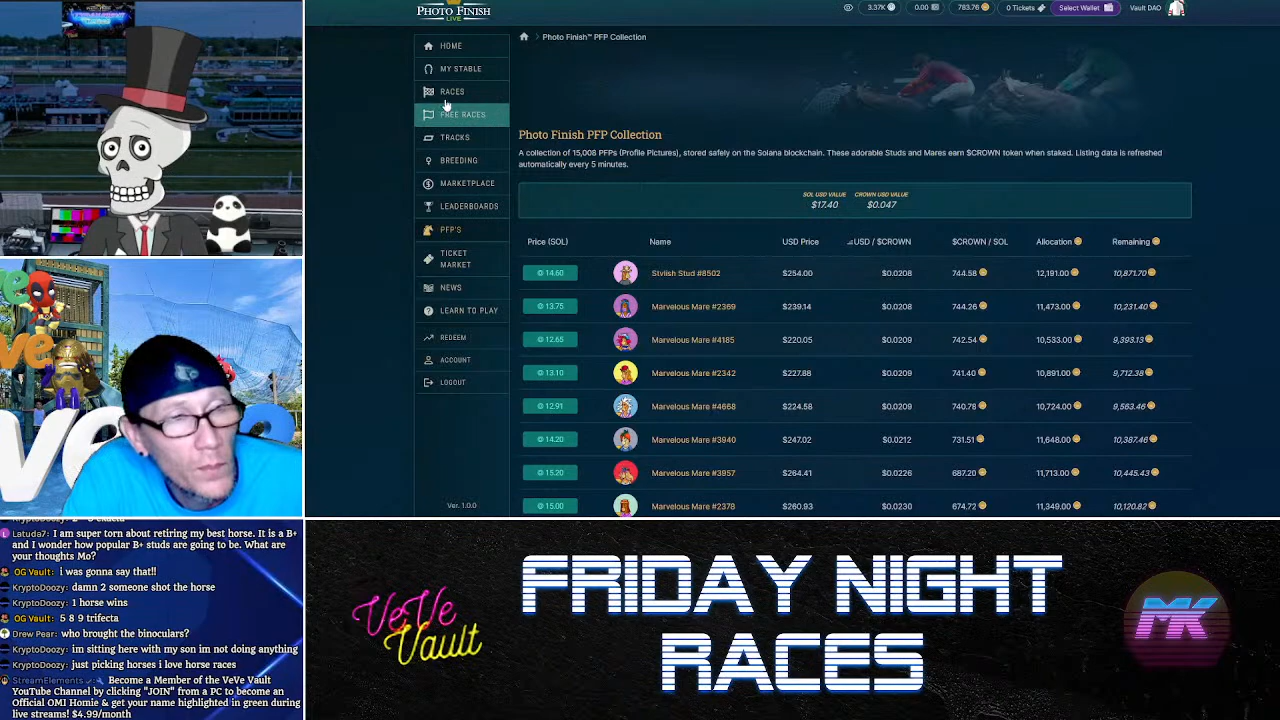 PHOTO FINISH
LIVE
3.37K 0.00 783.76 0 Tickets Select Wallet Vault DAO
HOME
MY STABLE
RACES
FREE RACES
TRACKS
BREEDING
MARKETPLACE
LEADERBOARDS
PFP'S
TICKET
MARKET
NEWS
LEARN TO PLAY
REDEEM
ACCOUNT
LOGOUT
Ver. 1.0.0
> Photo Finish™ PFP Collection
Photo Finish PFP Collection
A collection of 15,008 PFPs (Profile Pictures), stored safely on the Solana blockchain. These adorable Studs and Mares earn $CROWN token when staked. Listing data is refreshed
automatically every 5 minutes.
SOL USD VALUE CROWN USD VALUE
$17.40 $0.047
Price (SOL) Name USD Price USD / $CROWN $CROWN / SOL Allocation Remaining
14.60 Stylish Stud #8502 $254.00 $0.0208 744.58 12,191.00 10,871.70
13.75 Marvelous Mare #2369 $239.14 $0.0208 744.26 11,473.00 10,231.40
12.65 Marvelous Mare #4185 $220.05 $0.0209 742.54 10,533.00 9,393.13
13.10 Marvelous Mare #2342 $227.88 $0.0209 741.40 10,891.00 9,712.38
12.91 Marvelous Mare #4668 $224.58 $0.0209 740.78 10,724.00 9,563.46
14.20 Marvelous Mare #3940 $247.02 $0.0212 731.51 11,648.00 10,387.46
15.20 Marvelous Mare #3957 $264.41 $0.0226 687.20 11,713.00 10,445.43
15.00 Marvelous Mare #2378 $260.93 $0.0230 674.72 11,349.00 10,120.82
Latuda7: I am super torn about retiring my best horse. It is a B+
and I wonder how popular B+ studs are going to be. What are
your thoughts Mo?
OG Vault: i was gonna say that!!
KryptoDoozy: damn 2 someone shot the horse
KryptoDoozy: 1 horse wins
OG Vault: 5 8 9 trifecta
Drew Pear: who brought the binoculars?
KryptoDoozy: im sitting here with my son im not doing anything
KryptoDoozy: just picking horses i love horse races
StreamElements: Become a Member of the VeVe Vault
YouTube Channel by clicking "JOIN" from a PC to become an
Official OMI Homie & get your name highlighted in green during
live streams! $4.99/month
VeVe
Vault
FRIDAY NIGHT
RACES
MK